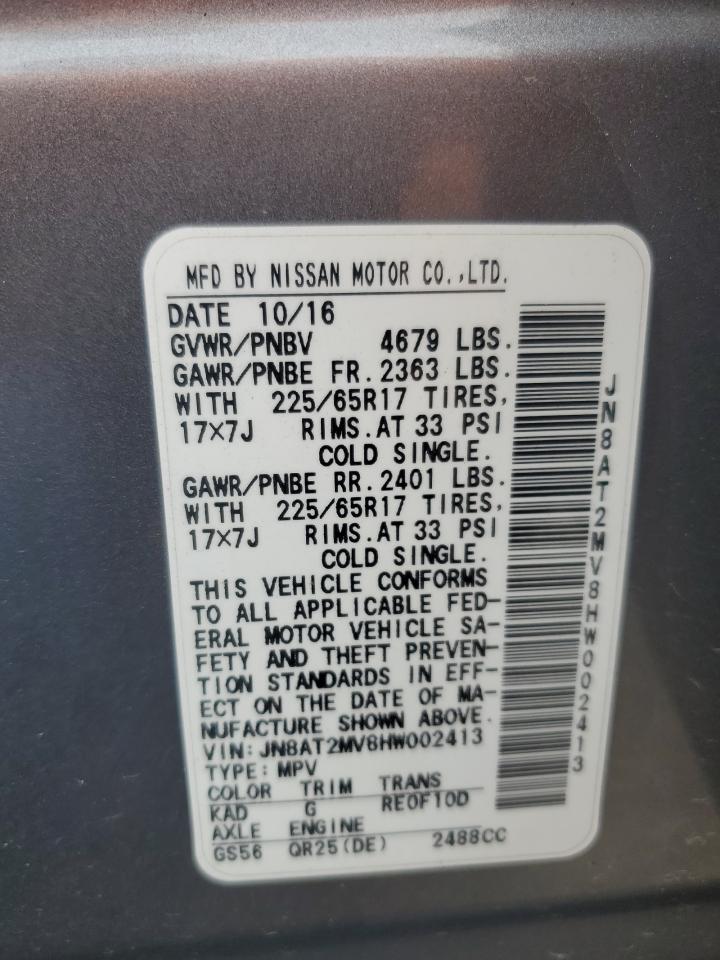 MFD BY NISSAN MOTOR CO.,LTD.
DATE 10/16
GVWR/PNBV 4679 LBS.
GAWR/PNBE FR. 2363 LBS.
WITH 225/65R17 TIRES,
17×7J RIMS.AT 33 PSI
COLD SINGLE.
GAWR/PNBE RR. 2401 LBS.
WITH 225/65R17 TIRES,
17×7J RIMS.AT 33 PSI
COLD SINGLE.
THIS VEHICLE CONFORMS
TO ALL APPLICABLE FED-
ERAL MOTOR VEHICLE SA-
FETY AND THEFT PREVEN-
TION STANDARDS IN EFF-
ECT ON THE DATE OF MA-
NUFACTURE SHOWN ABOVE.
VIN: JN8AT2MV8HW002413
TYPE: MPV
COLOR TRIM TRANS
KAD G RE0F10D
AXLE ENGINE
GS56 QR25(DE) 2488CC
JN8AT2MV8HW002413